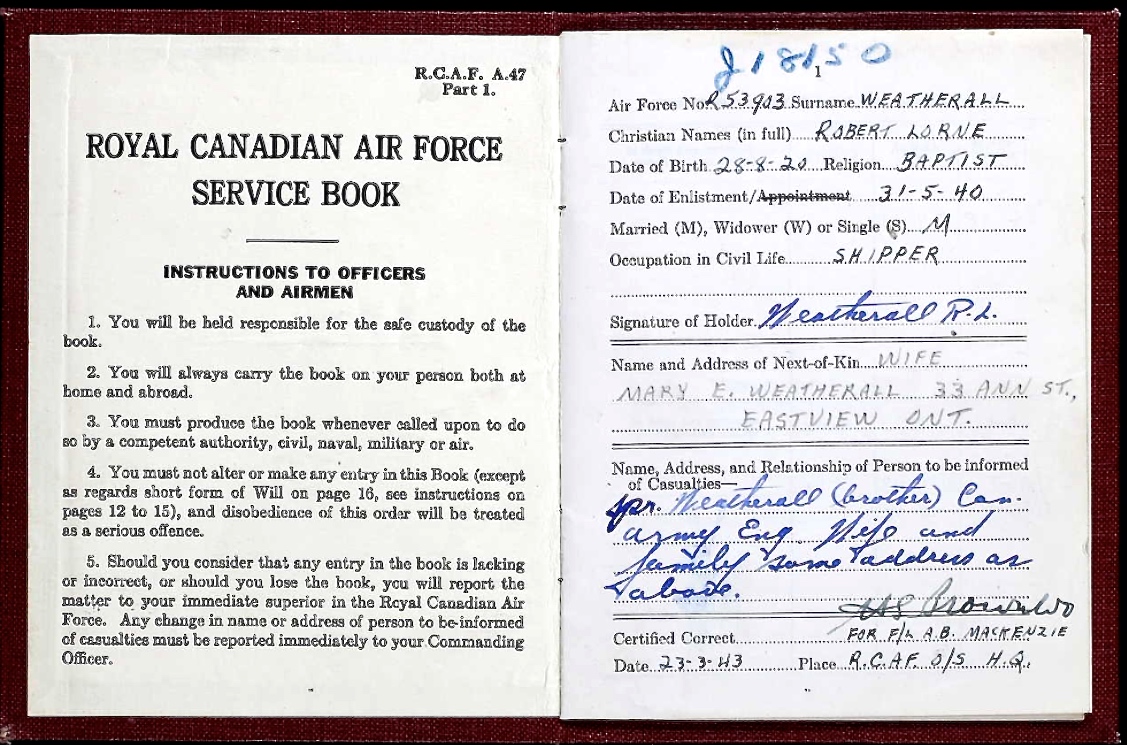 R.C.A.F. A.47
Part 1.
ROYAL CANADIAN AIR FORCE
SERVICE BOOK
INSTRUCTIONS TO OFFICERS
AND AIRMEN
1. You will be held responsible for the safe custody of the
book.
2. You will always carry the book on your person both at
home and abroad.
3. You must produce the book whenever called upon to do
so by a competent authority, civil, naval, military or air.
4. You must not alter or make any entry in this Book (except
as regards short form of Will on page 16, see instructions on
pages 12 to 15), and disobedience of this order will be treated
as a serious offence.
5. Should you consider that any entry in the book is lacking
or incorrect, or should you lose the book, you will report the
matter to your immediate superior in the Royal Canadian Air
Force. Any change in name or address of person to be informed
of casualties must be reported immediately to your Commanding
Officer.
J18150
1
Air Force No. R53903 Surname WEATHERALL
Christian Names (in full) ROBERT LORNE
Date of Birth 28-8-20 Religion BAPTIST
Date of Enlistment/Appointment 31-5-40
Married (M), Widower (W) or Single (S) M
Occupation in Civil Life SHIPPER
Signature of Holder Weatherall R.L.
Name and Address of Next-of-Kin WIFE
MARY E. WEATHERALL 33 ANN ST.,
EASTVIEW ONT.
Name, Address, and Relationship of Person to be informed
of Casualties—
Spr. Weatherall (brother) Can.
army Eng. Wife and
family same address as
above.
Certified Correct FOR F/L A.B. MACKENZIE
Date 23-3-43 Place R.C.A.F. O/S H.Q.